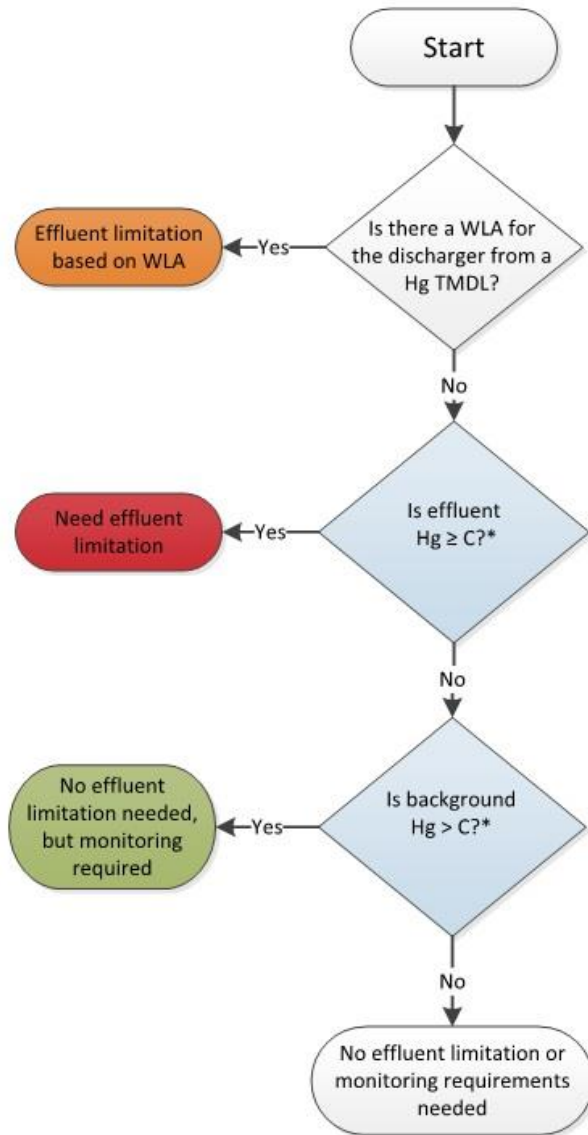 Start
Is there a WLA for
the discharger from a
Hg TMDL?
Yes
Effluent limitation
based on WLA
No
Is effluent
Hg ≥ C?*
Yes
Need effluent
limitation
No
Is background
Hg > C?*
Yes
No effluent
limitation needed,
but monitoring
required
No
No effluent limitation or
monitoring requirements
needed